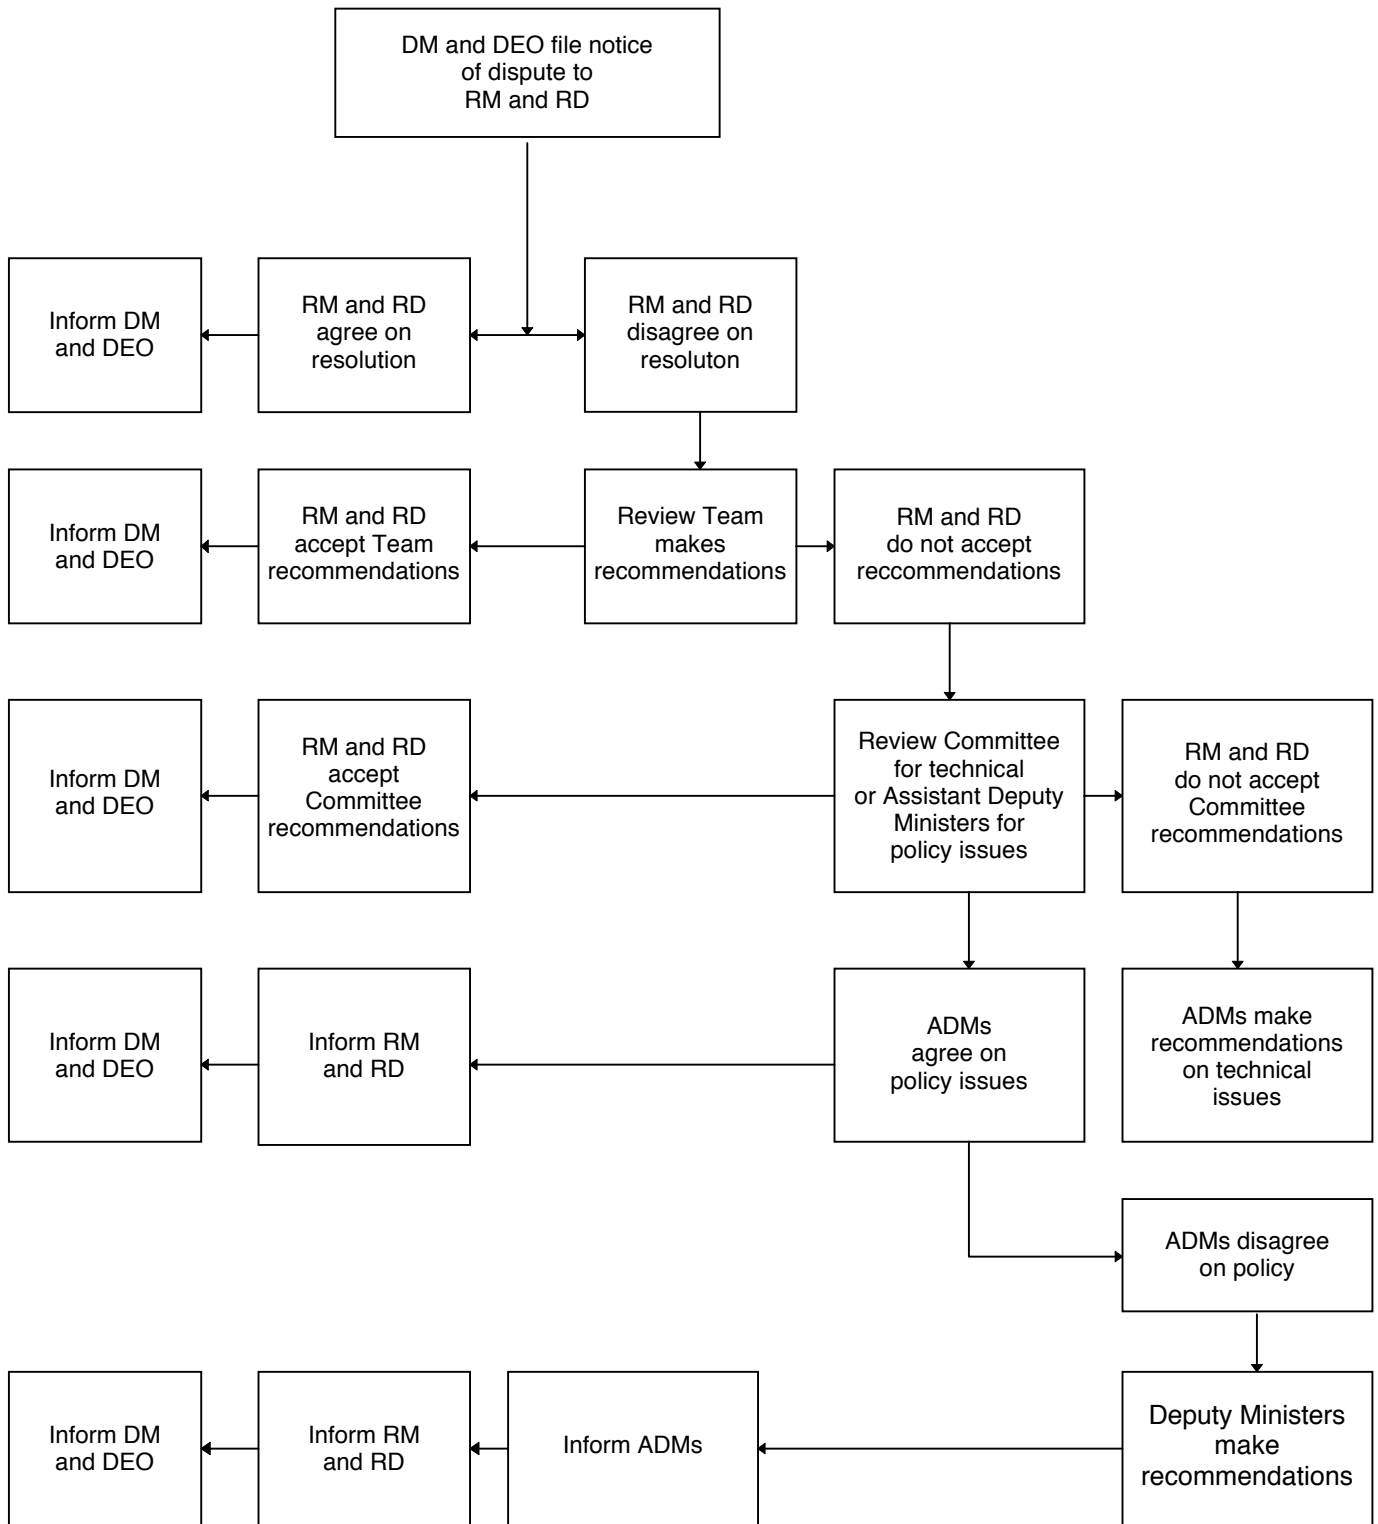 DM and DEO file notice
of dispute to
RM and RD
Inform DM
and DEO
RM and RD
agree on
resolution
RM and RD
disagree on
resoluton
Inform DM
and DEO
RM and RD
accept Team
recommendations
Review Team
makes
recommendations
RM and RD
do not accept
reccommendations
Inform DM
and DEO
RM and RD
accept
Committee
recommendations
Review Committee
for technical
or Assistant Deputy
Ministers for
policy issues
RM and RD
do not accept
Committee
recommendations
Inform DM
and DEO
Inform RM
and RD
ADMs
agree on
policy issues
ADMs make
recommendations
on technical
issues
ADMs disagree
on policy
Inform DM
and DEO
Inform RM
and RD
Inform ADMs
Deputy Ministers
make
recommendations